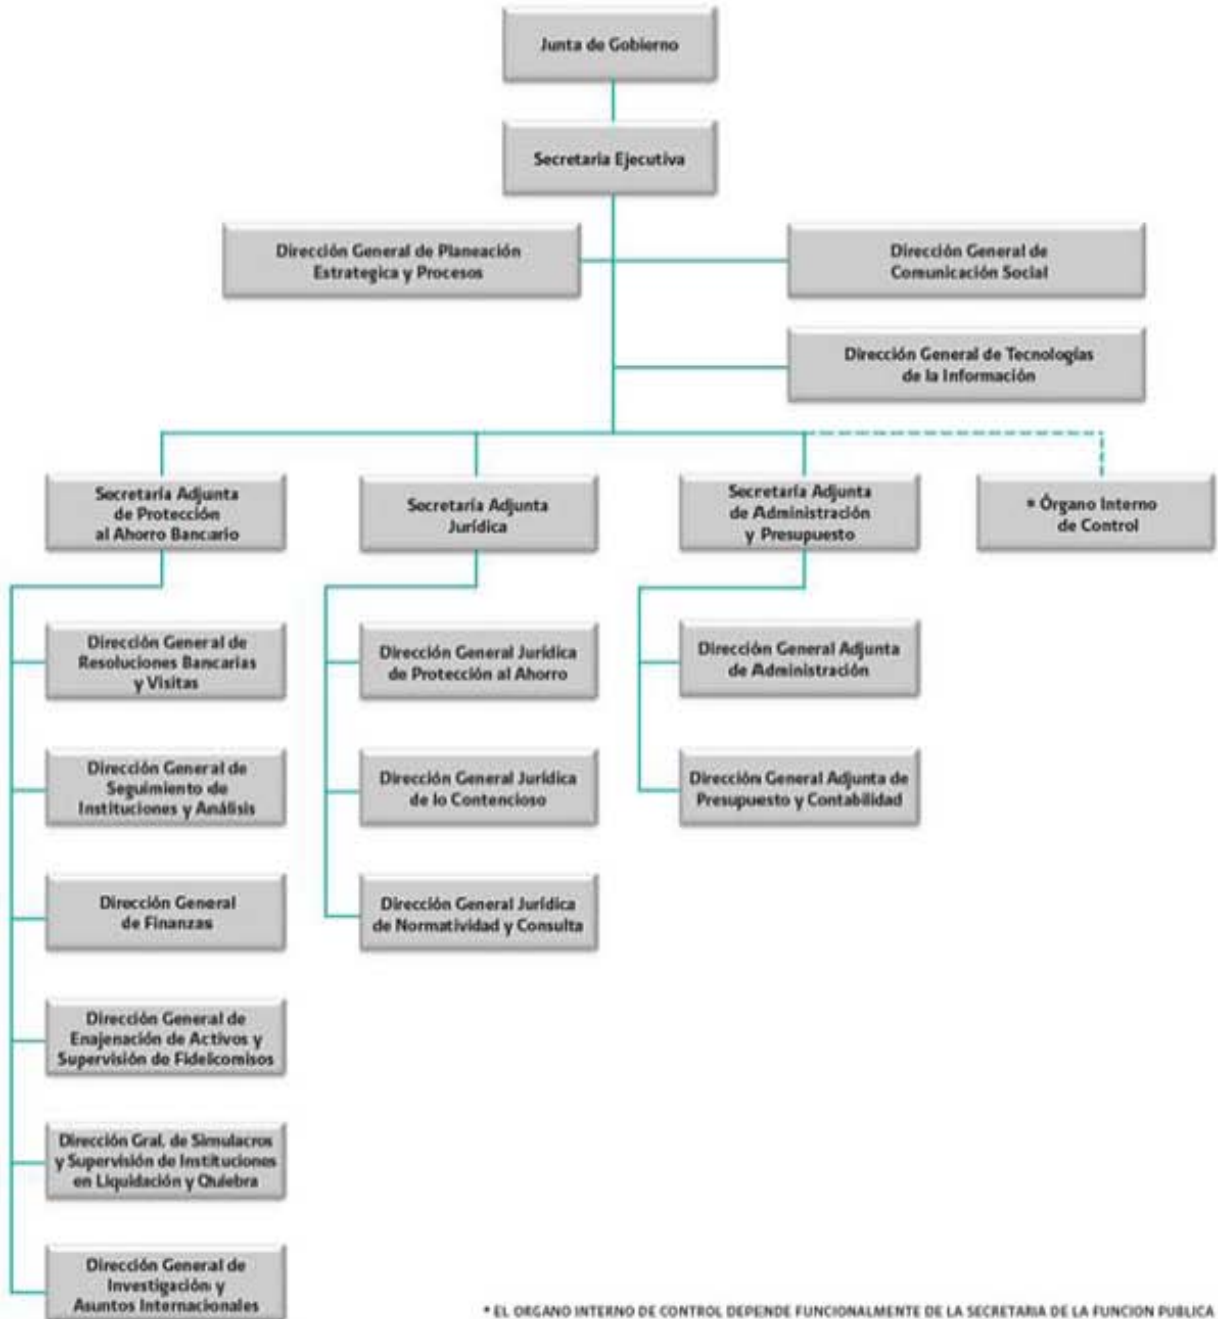 Junta de Gobierno
Secretaria Ejecutiva
Dirección General de Planeación
Estrategica y Procesos
Dirección General de
Comunicación Social
Dirección General de Tecnologías
de la Información
Secretaría Adjunta
de Protección
al Ahorro Bancario
Secretaría Adjunta
Jurídica
Secretaría Adjunta
de Administración
y Presupuesto
* Órgano Interno
de Control
Dirección General de
Resoluciones Bancarias
y Visitas
Dirección General Jurídica
de Protección al Ahorro
Dirección General Adjunta
de Administración
Dirección General de
Seguimiento de
Instituciones y Análisis
Dirección General Jurídica
de lo Contencioso
Dirección General Adjunta de
Presupuesto y Contabilidad
Dirección General
de Finanzas
Dirección General Jurídica
de Normatividad y Consulta
Dirección General de
Enajenación de Activos y
Supervisión de Fideicomisos
Dirección Gral. de Simulacros
y Supervisión de Instituciones
en Liquidación y Quiebra
Dirección General de
Investigación y
Asuntos Internacionales
* EL ORGANO INTERNO DE CONTROL DEPENDE FUNCIONALMENTE DE LA SECRETARIA DE LA FUNCION PUBLICA